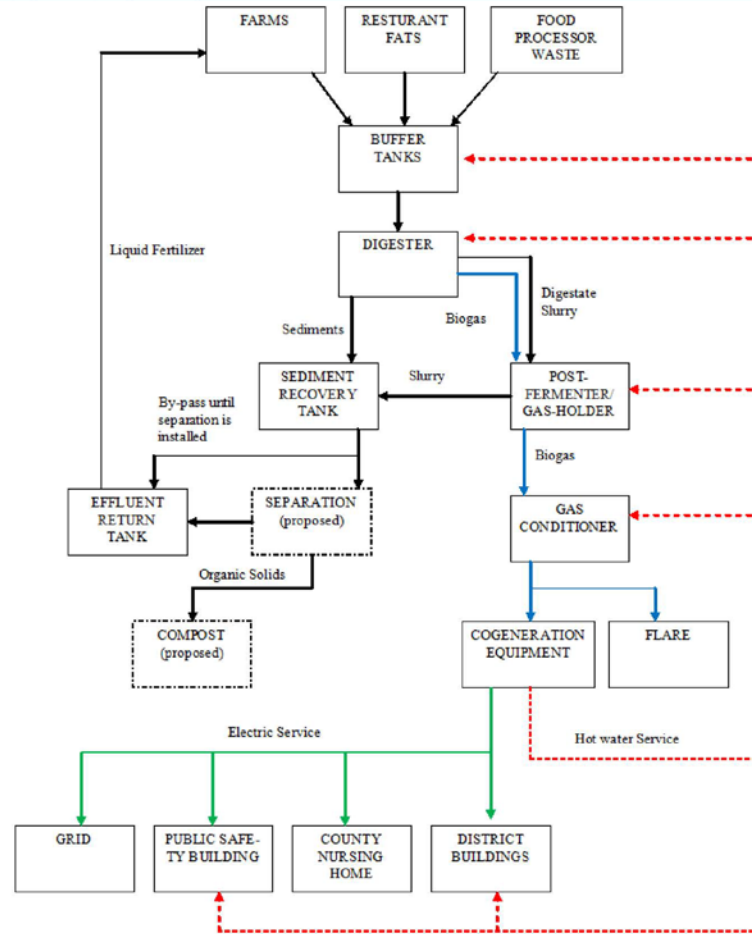 FARMS
RESTURANT
FATS
FOOD
PROCESSOR
WASTE
BUFFER
TANKS
Liquid Fertilizer
DIGESTER
Digestate
Slurry
Biogas
Sediments
SEDIMENT
RECOVERY
TANK
Slurry
POST-
FERMENTER/
GAS-HOLDER
By-pass until
separation is
installed
Biogas
EFFLUENT
RETURN
TANK
SEPARATION
(proposed)
GAS
CONDITIONER
Organic Solids
COMPOST
(proposed)
COGENERATION
EQUIPMENT
FLARE
Electric Service
Hot water Service
GRID
PUBLIC SAFE-
TY BUILDING
COUNTY
NURSING
HOME
DISTRICT
BUILDINGS